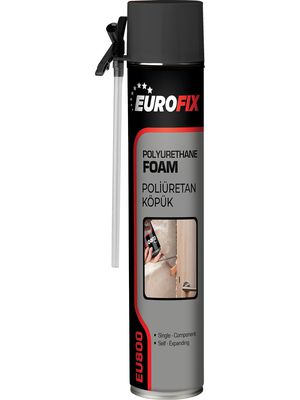 EUROFIX
POLYURETHANE
FOAM
POLİÜRETAN
KÖPÜK
• Single - Component
• Self - Expanding
EU800